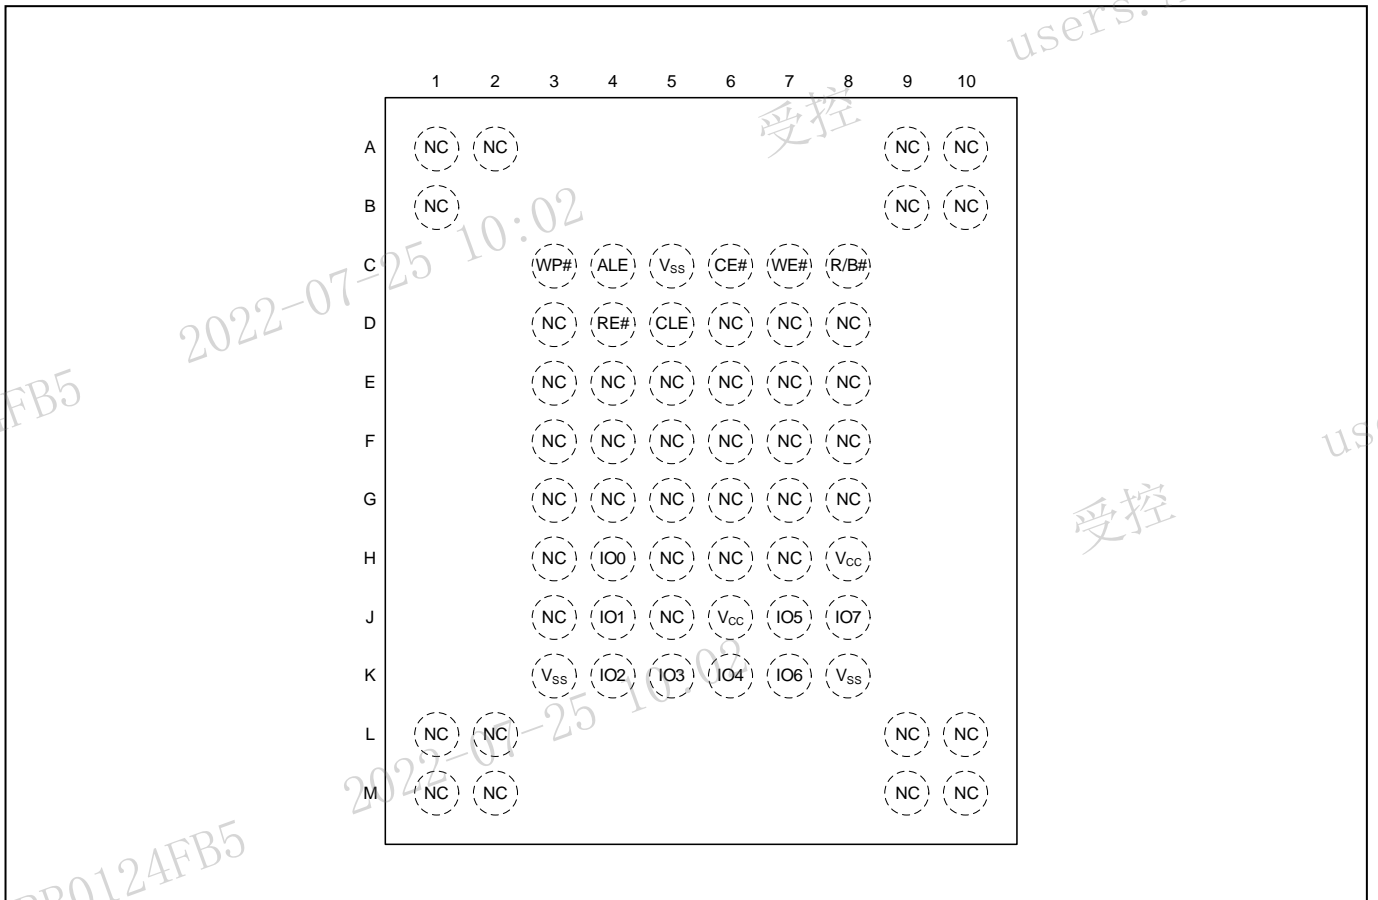 users.
1 2 3 4 5 6 7 8 9 10
受控
A NC NC NC NC
B NC NC NC
2022-07-25 10:02
C WP# ALE VSS CE# WE# R/B#
D NC RE# CLE NC NC NC
E NC NC NC NC NC NC
FB5
F NC NC NC NC NC NC
G NC NC NC NC NC NC
受控
H NC IO0 NC NC NC VCC
J NC IO1 NC VCC IO5 IO7
K VSS IO2 IO3 IO4 IO6 VSS
2022-07-25 10:02
L NC NC NC NC
M NC NC NC NC
0124FB5